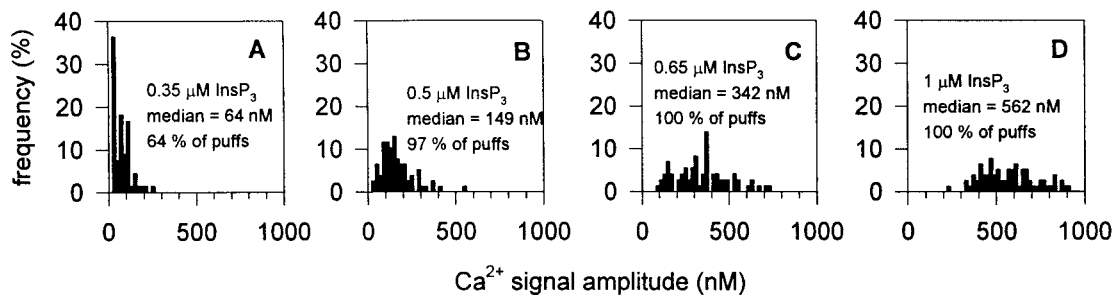 A
0.35 μM InsP3
median = 64 nM
64 % of puffs
B
0.5 μM InsP3
median = 149 nM
97 % of puffs
C
0.65 μM InsP3
median = 342 nM
100 % of puffs
D
1 μM InsP3
median = 562 nM
100 % of puffs
frequency (%)
40
30
20
10
0
40
30
20
10
0
40
30
20
10
0
40
30
20
10
0
0 500 1000
0 500 1000
0 500 1000
0 500 1000
Ca2+ signal amplitude (nM)